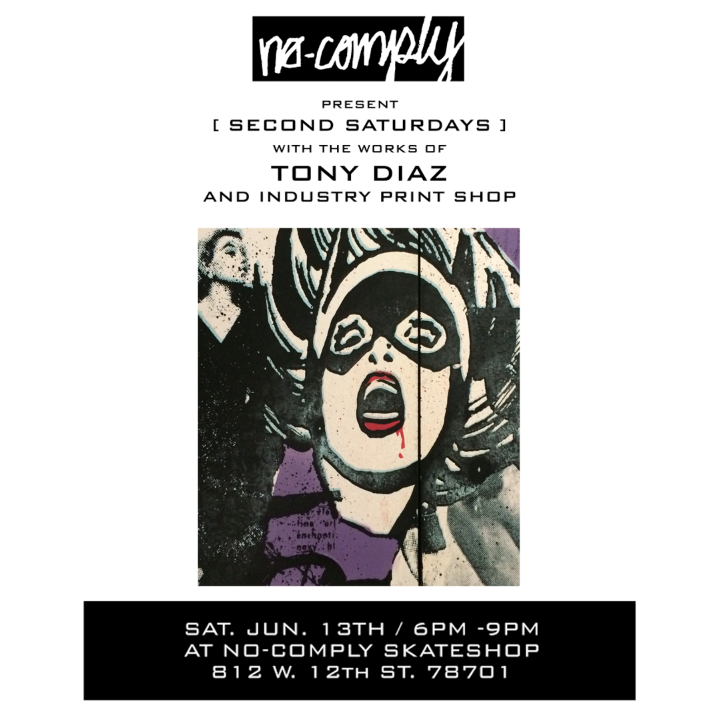 no-comply
PRESENT
[ SECOND SATURDAYS ]
WITH THE WORKS OF
TONY DIAZ
AND INDUSTRY PRINT SHOP
enchanti
SAT. JUN. 13TH / 6PM -9PM
AT NO-COMPLY SKATESHOP
812 W. 12TH ST. 78701